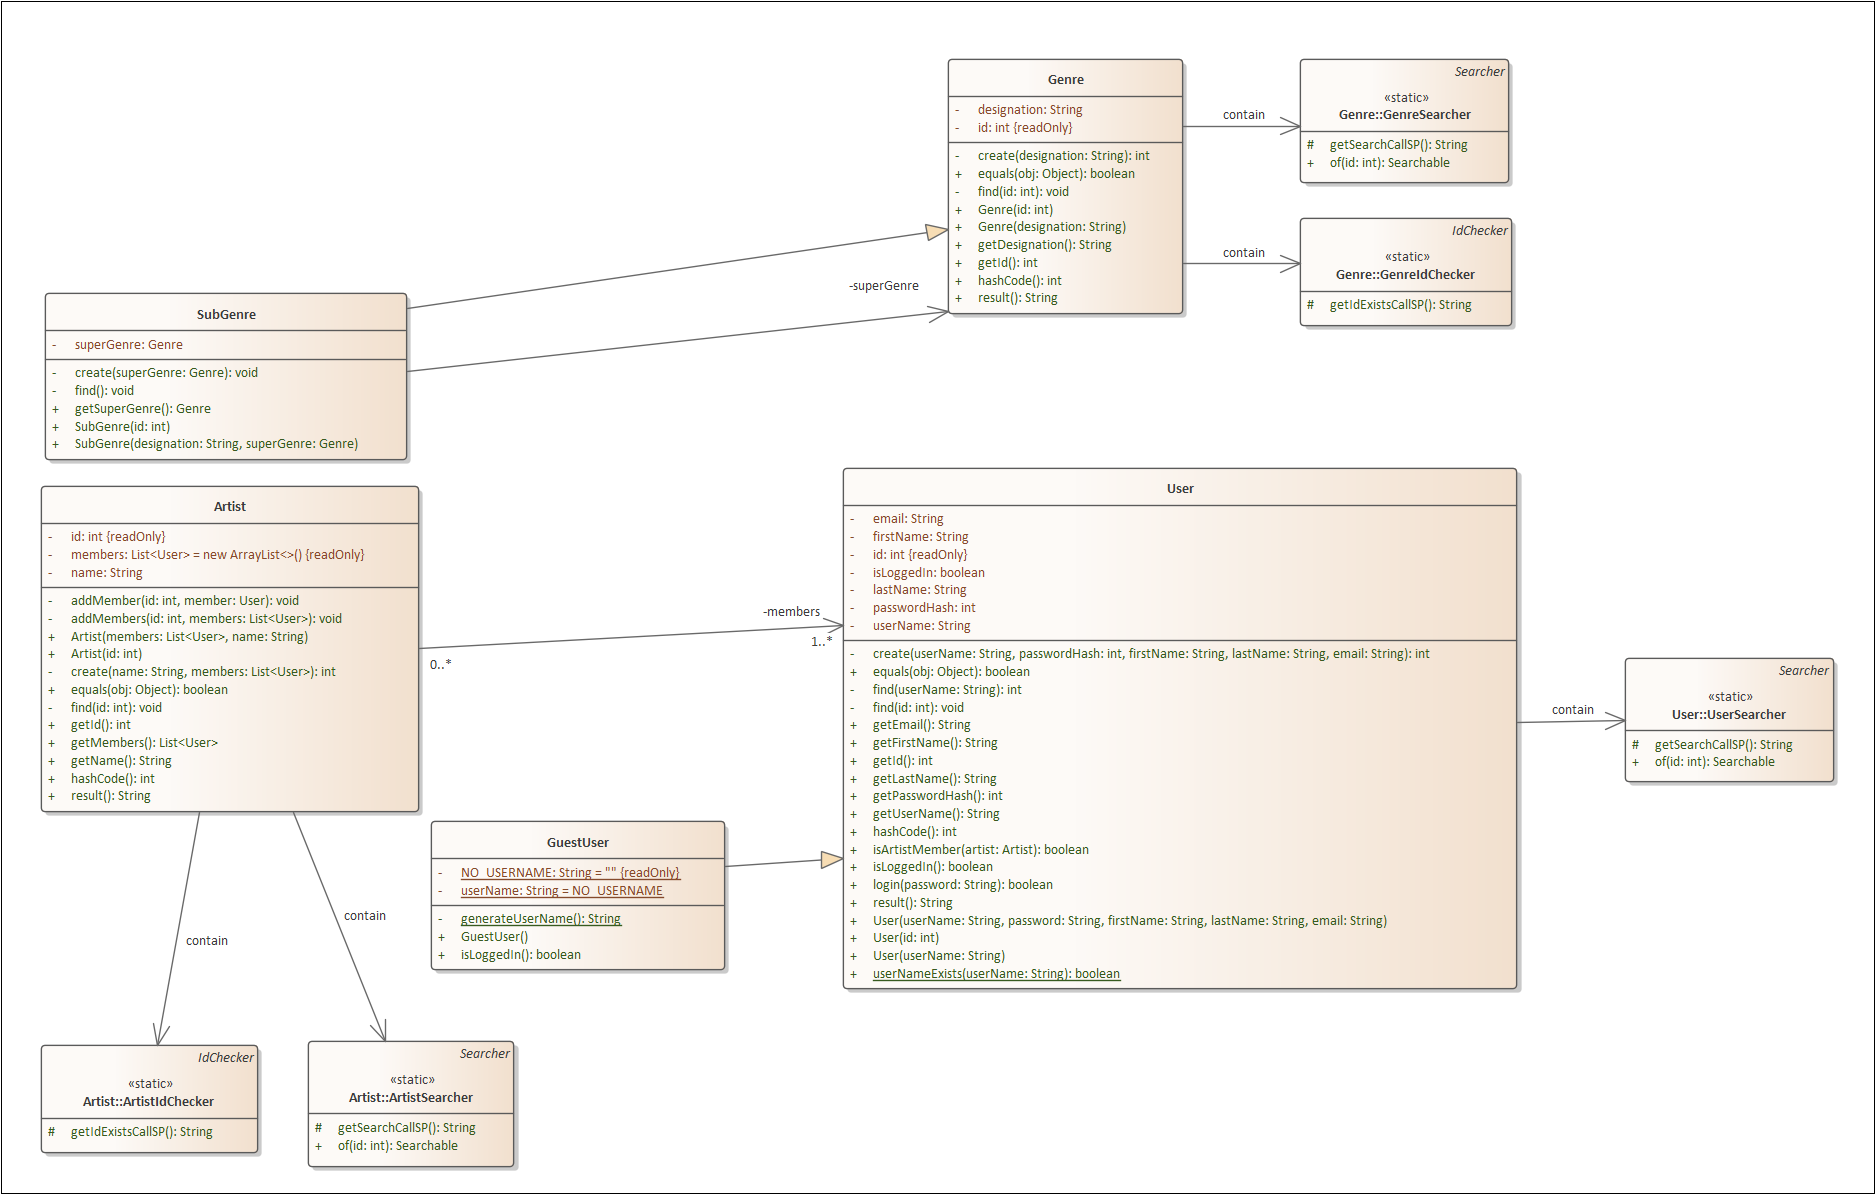 Genre
- designation: String
- id: int {readOnly}
- create(designation: String): int
+ equals(obj: Object): boolean
- find(id: int): void
+ Genre(id: int)
+ Genre(designation: String)
+ getDesignation(): String
+ getId(): int
+ hashCode(): int
+ result(): String
contain
Searcher
«static»
Genre::GenreSearcher
# getSearchCallSP(): String
+ of(id: int): Searchable
contain
IdChecker
«static»
Genre::GenreIdChecker
# getIdExistsCallSP(): String
-superGenre
SubGenre
- superGenre: Genre
- create(superGenre: Genre): void
- find(): void
+ getSuperGenre(): Genre
+ SubGenre(id: int)
+ SubGenre(designation: String, superGenre: Genre)
Artist
- id: int {readOnly}
- members: List<User> = new ArrayList<>() {readOnly}
- name: String
- addMember(id: int, member: User): void
- addMembers(id: int, members: List<User>): void
+ Artist(members: List<User>, name: String)
+ Artist(id: int)
- create(name: String, members: List<User>): int
+ equals(obj: Object): boolean
- find(id: int): void
+ getId(): int
+ getMembers(): List<User>
+ getName(): String
+ hashCode(): int
+ result(): String
-members
0..*
1..*
User
- email: String
- firstName: String
- id: int {readOnly}
- isLoggedIn: boolean
- lastName: String
- passwordHash: int
- userName: String
- create(userName: String, passwordHash: int, firstName: String, lastName: String, email: String): int
+ equals(obj: Object): boolean
- find(userName: String): int
- find(id: int): void
+ getEmail(): String
+ getFirstName(): String
+ getId(): int
+ getLastName(): String
+ getPasswordHash(): int
+ getUserName(): String
+ hashCode(): int
+ isArtistMember(artist: Artist): boolean
+ isLoggedIn(): boolean
+ login(password: String): boolean
+ result(): String
+ User(userName: String, password: String, firstName: String, lastName: String, email: String)
+ User(id: int)
+ User(userName: String)
+ userNameExists(userName: String): boolean
contain
Searcher
«static»
User::UserSearcher
# getSearchCallSP(): String
+ of(id: int): Searchable
GuestUser
- NO_USERNAME: String = "" {readOnly}
- userName: String = NO_USERNAME
- generateUserName(): String
+ GuestUser()
+ isLoggedIn(): boolean
contain
contain
IdChecker
«static»
Artist::ArtistIdChecker
# getIdExistsCallSP(): String
Searcher
«static»
Artist::ArtistSearcher
# getSearchCallSP(): String
+ of(id: int): Searchable